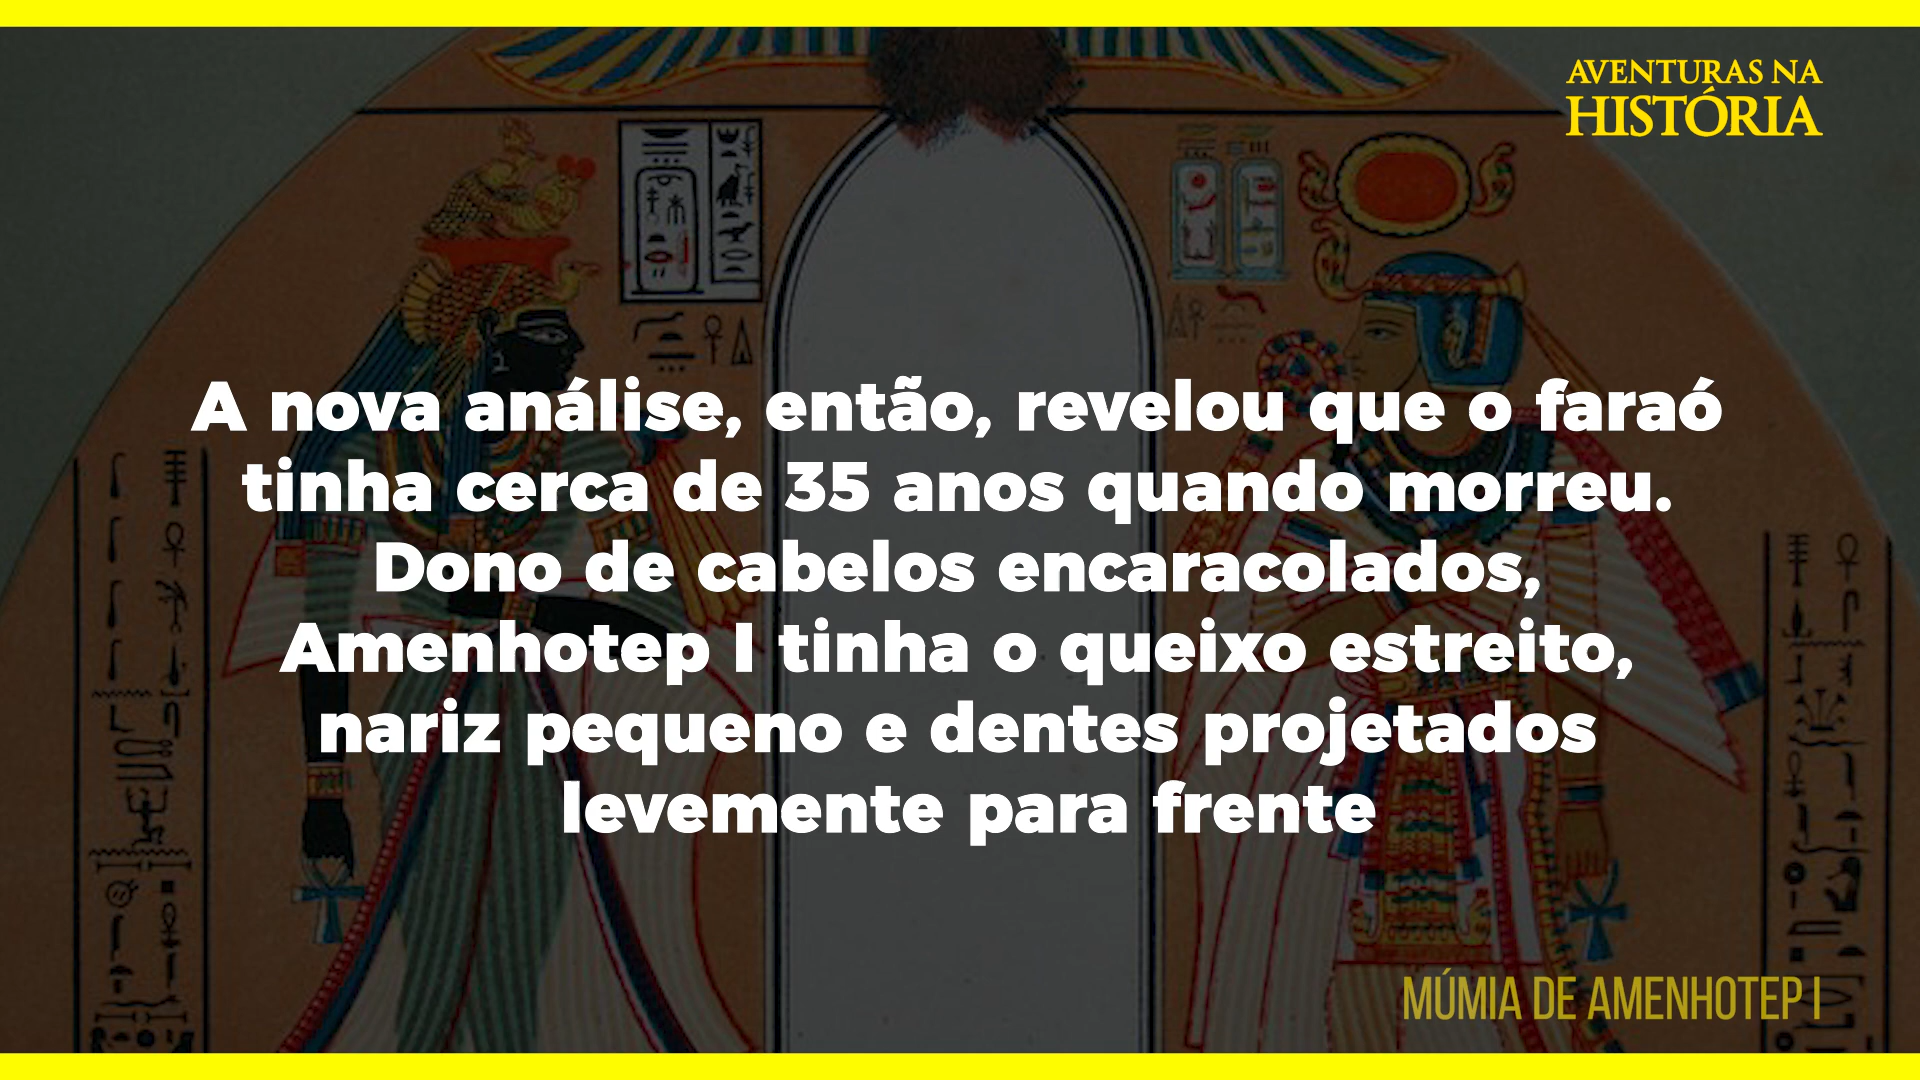 AVENTURAS NA
HISTÓRIA
A nova análise, então, revelou que o faraó
tinha cerca de 35 anos quando morreu.
Dono de cabelos encaracolados,
Amenhotep I tinha o queixo estreito,
nariz pequeno e dentes projetados
levemente para frente
MÚMIA DE AMENHOTEP I